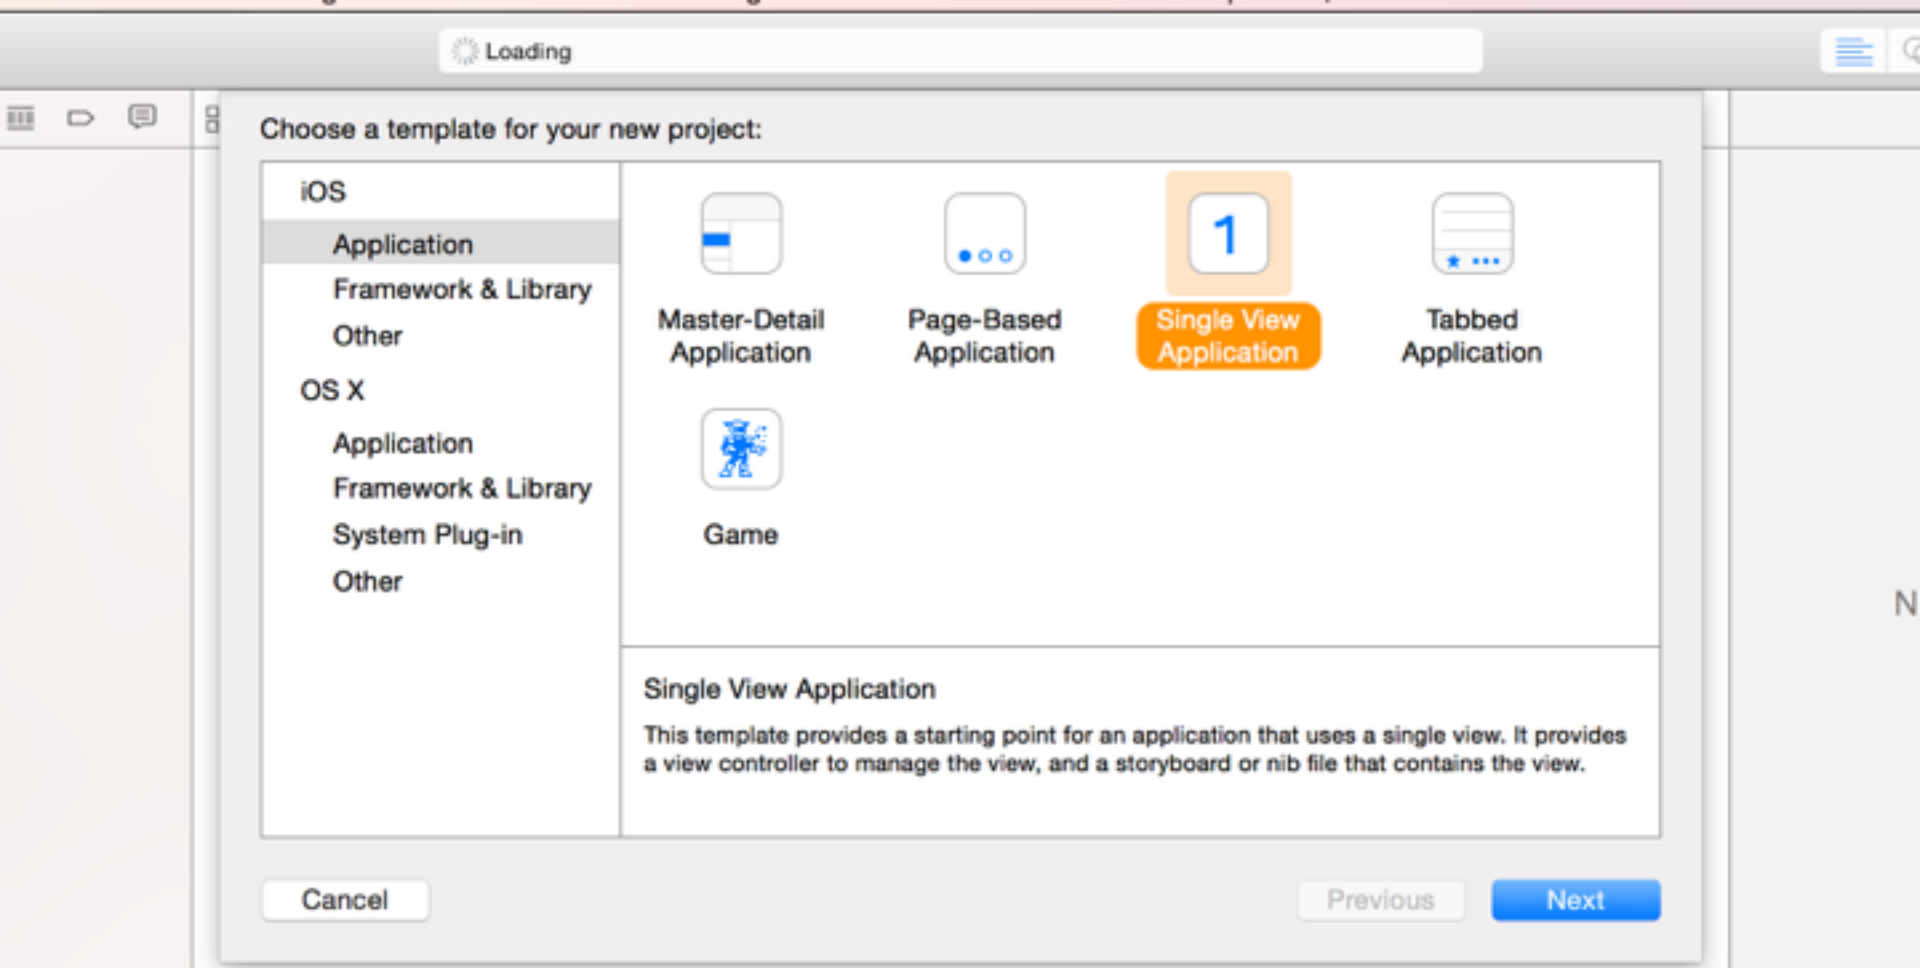 Loading
Choose a template for your new project:
iOS
Application
Framework & Library
Other
OS X
Application
Framework & Library
System Plug-in
Other
Master-Detail
Application
Page-Based
Application
1
Single View
Application
Tabbed
Application
Game
Single View Application
This template provides a starting point for an application that uses a single view. It provides
a view controller to manage the view, and a storyboard or nib file that contains the view.
Cancel
Previous
Next